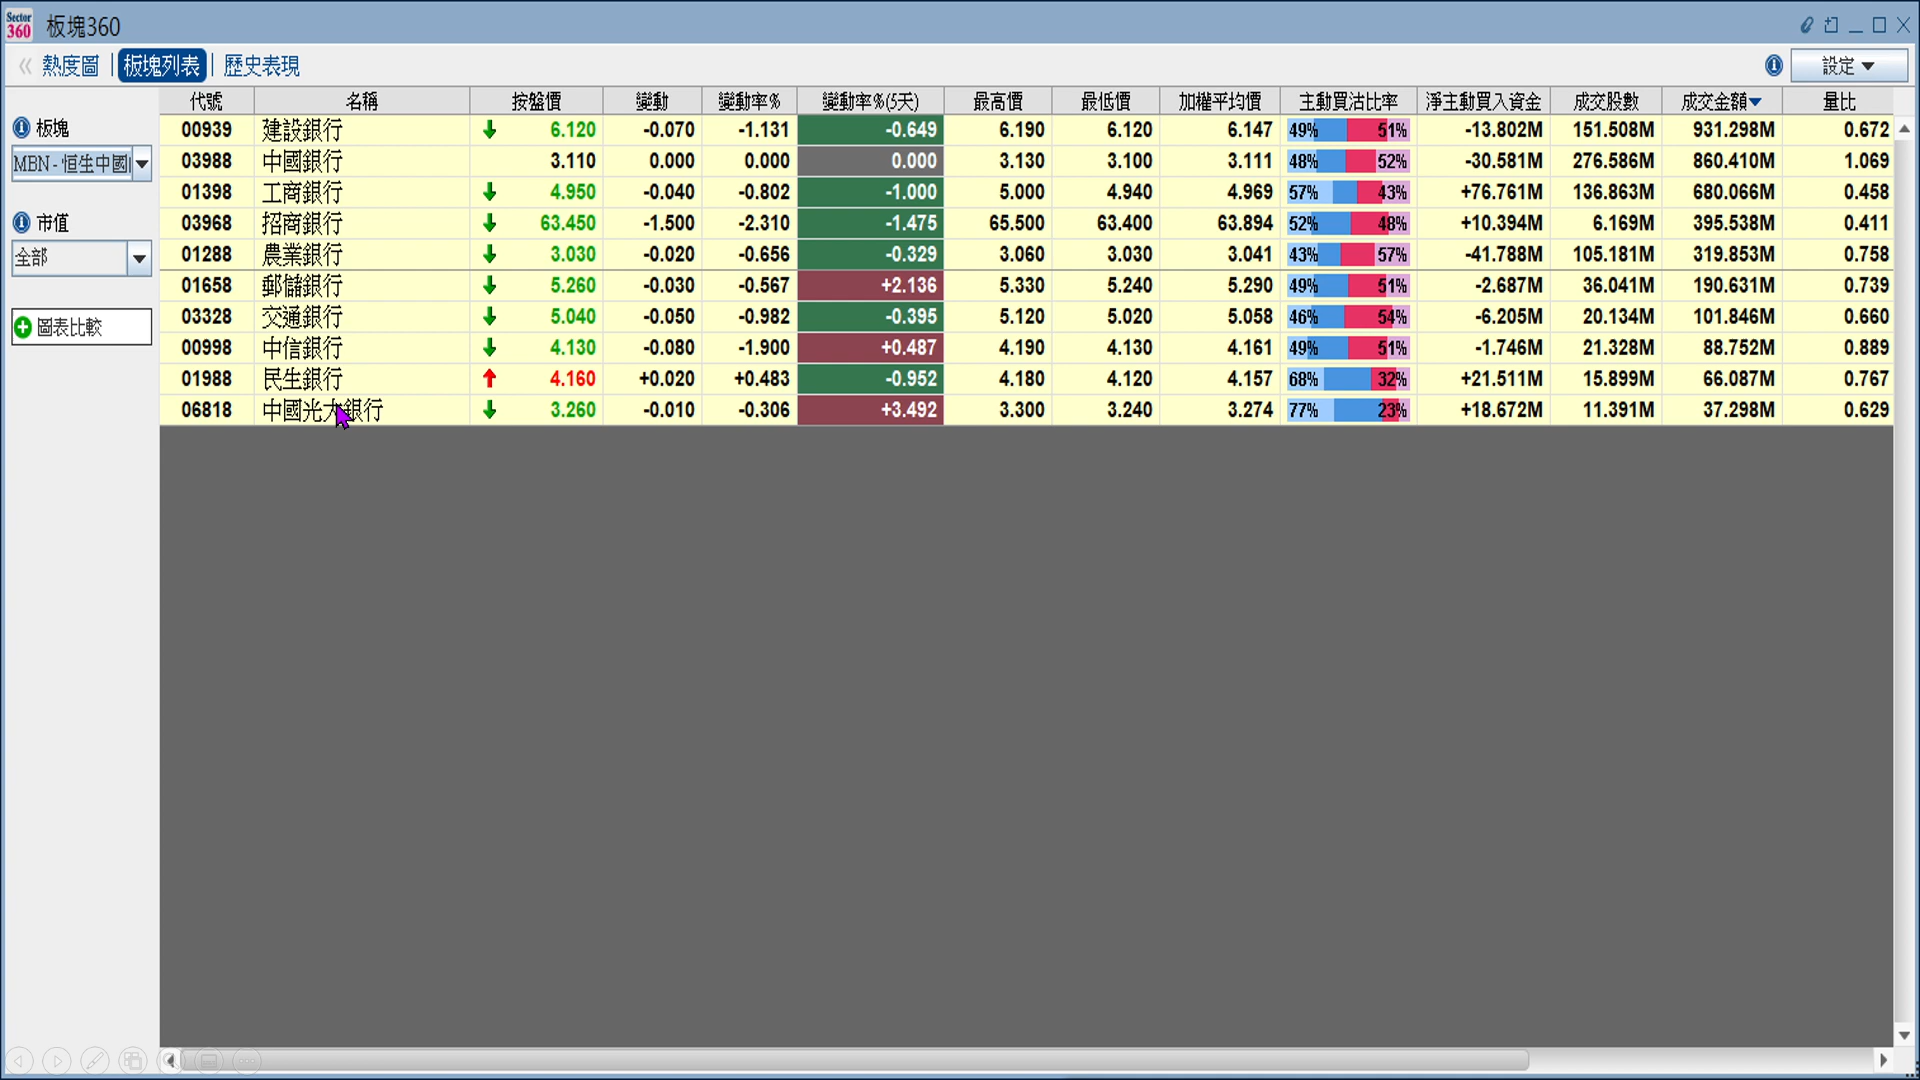 Sector 360 板塊360
熱度圖 板塊列表 歷史表現 設定
代號 名稱 按盤價 變動 變動率% 變動率%(5天) 最高價 最低價 加權平均價 主動買沽比率 淨主動買入資金 成交股數 成交金額 量比
板塊
MBN - 恒生中國
市值
全部
圖表比較
00939 建設銀行 6.120 -0.070 -1.131 -0.649 6.190 6.120 6.147 49% 51% -13.802M 151.508M 931.298M 0.672
03988 中國銀行 3.110 0.000 0.000 0.000 3.130 3.100 3.111 48% 52% -30.581M 276.586M 860.410M 1.069
01398 工商銀行 4.950 -0.040 -0.802 -1.000 5.000 4.940 4.969 57% 43% +76.761M 136.863M 680.066M 0.458
03968 招商銀行 63.450 -1.500 -2.310 -1.475 65.500 63.400 63.894 52% 48% +10.394M 6.169M 395.538M 0.411
01288 農業銀行 3.030 -0.020 -0.656 -0.329 3.060 3.030 3.041 43% 57% -41.788M 105.181M 319.853M 0.758
01658 郵儲銀行 5.260 -0.030 -0.567 +2.136 5.330 5.240 5.290 49% 51% -2.687M 36.041M 190.631M 0.739
03328 交通銀行 5.040 -0.050 -0.982 -0.395 5.120 5.020 5.058 46% 54% -6.205M 20.134M 101.846M 0.660
00998 中信銀行 4.130 -0.080 -1.900 +0.487 4.190 4.130 4.161 49% 51% -1.746M 21.328M 88.752M 0.889
01988 民生銀行 4.160 +0.020 +0.483 -0.952 4.180 4.120 4.157 68% 32% +21.511M 15.899M 66.087M 0.767
06818 中國光大銀行 3.260 -0.010 -0.306 +3.492 3.300 3.240 3.274 77% 23% +18.672M 11.391M 37.298M 0.629